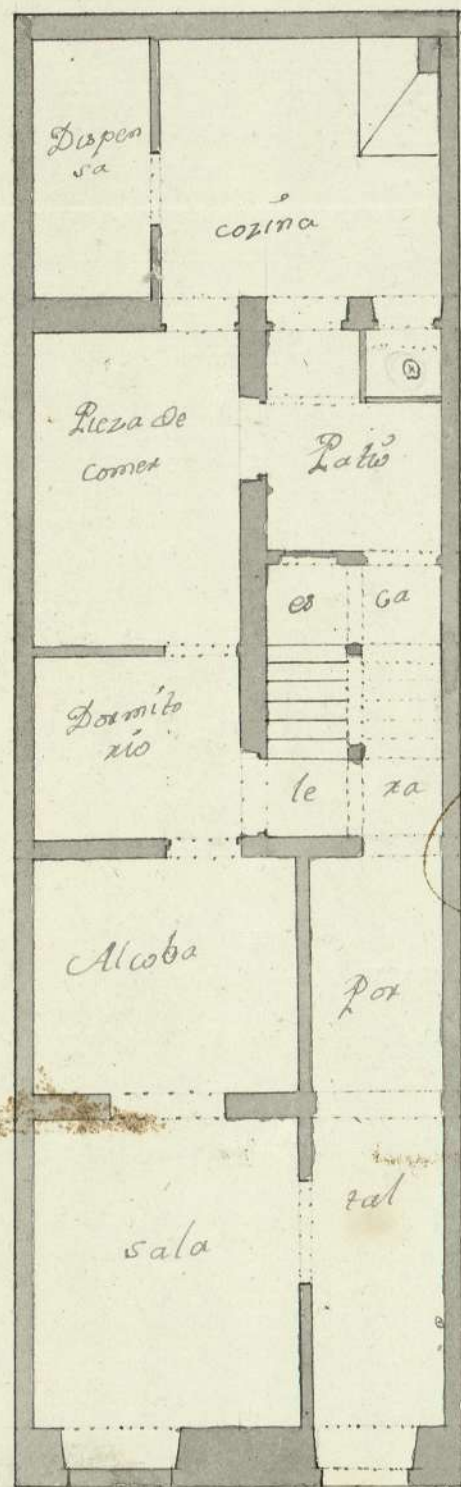 Dispen
sa
cozina
Pieza de
comer
Patio
es ca
le ra
Dormito
rio
Alcoba
Por
tal
sala